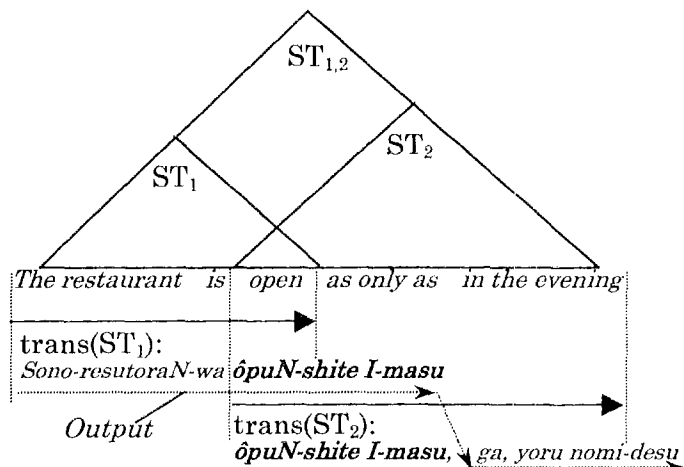 ST1,2
ST1
ST2
The restaurant is open as only as in the evening
trans(ST1):
Sono-resutoraN-wa ôpuN-shite I-masu
Output
trans(ST2):
ôpuN-shite I-masu, ga, yoru nomi-desu